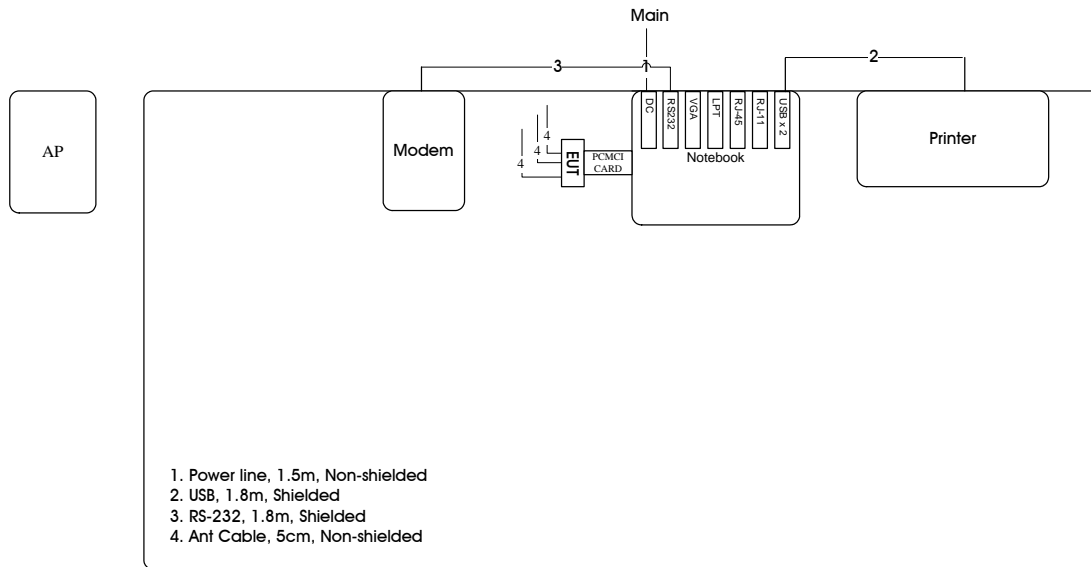 Main
3
1
2
AP
Modem
4
4
4
EUT
PCMCI
CARD
DC
RS232
VGA
LPT
RJ-45
RJ-11
USB x 2
Notebook
Printer
1. Power line, 1.5m, Non-shielded
2. USB, 1.8m, Shielded
3. RS-232, 1.8m, Shielded
4. Ant Cable, 5cm, Non-shielded